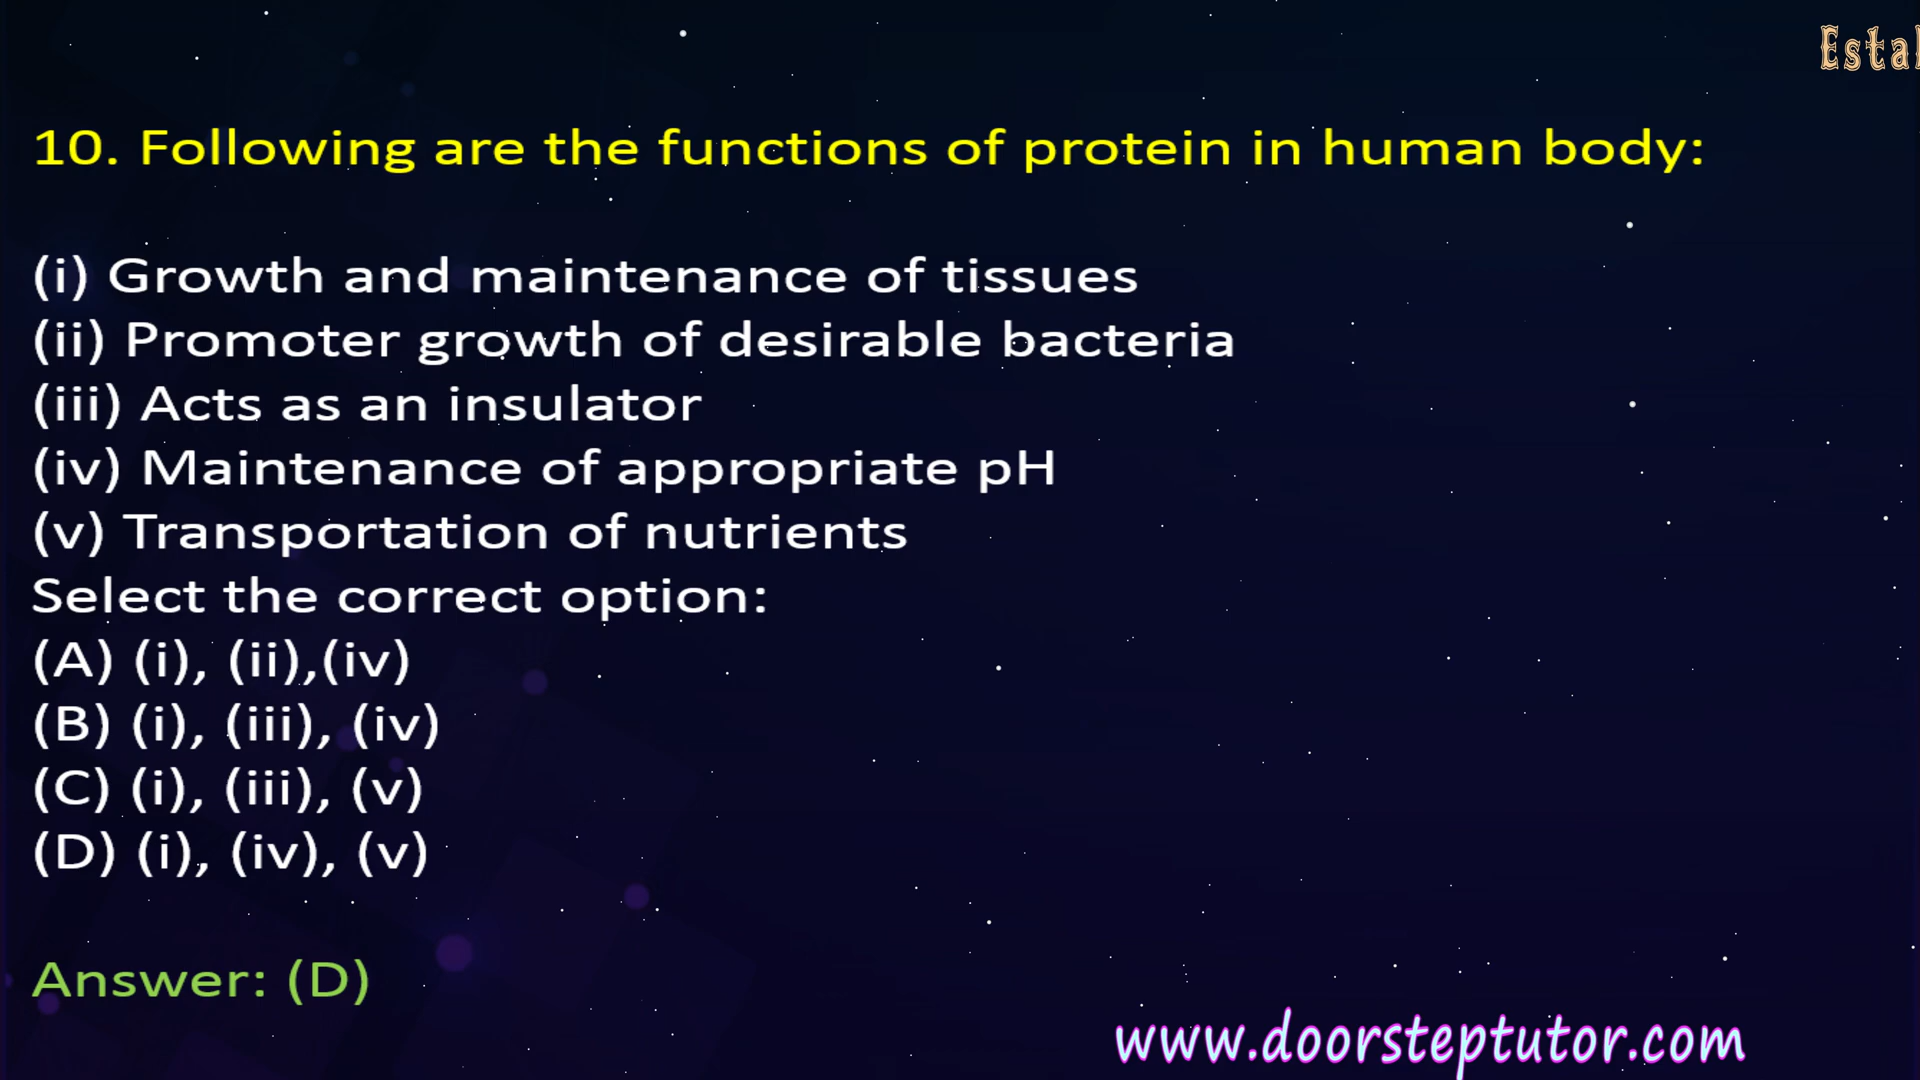 Estal
10. Following are the functions of protein in human body:
(i) Growth and maintenance of tissues
(ii) Promoter growth of desirable bacteria
(iii) Acts as an insulator
(iv) Maintenance of appropriate pH
(v) Transportation of nutrients
Select the correct option:
(A) (i), (ii),(iv)
(B) (i), (iii), (iv)
(C) (i), (iii), (v)
(D) (i), (iv), (v)
Answer: (D)
www.doorsteptutor.com